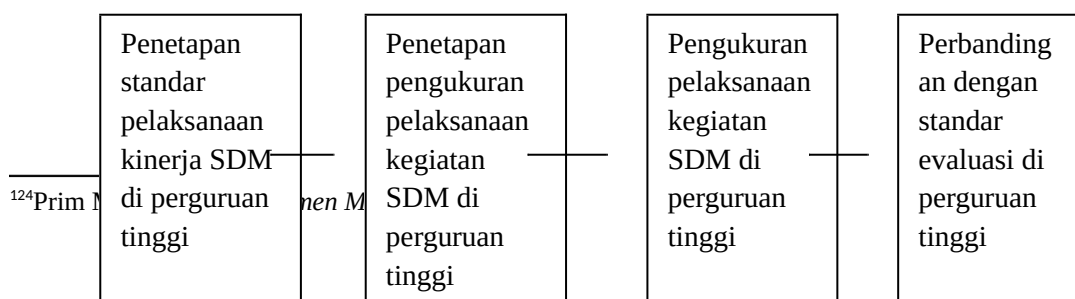 Penetapan
standar
pelaksanaan
kinerja SDM
di perguruan
tinggi
Penetapan
pengukuran
pelaksanaan
kegiatan
SDM di
perguruan
tinggi
Pengukuran
pelaksanaan
kegiatan
SDM di
perguruan
tinggi
Perbanding
an dengan
standar
evaluasi di
perguruan
tinggi
124Prim